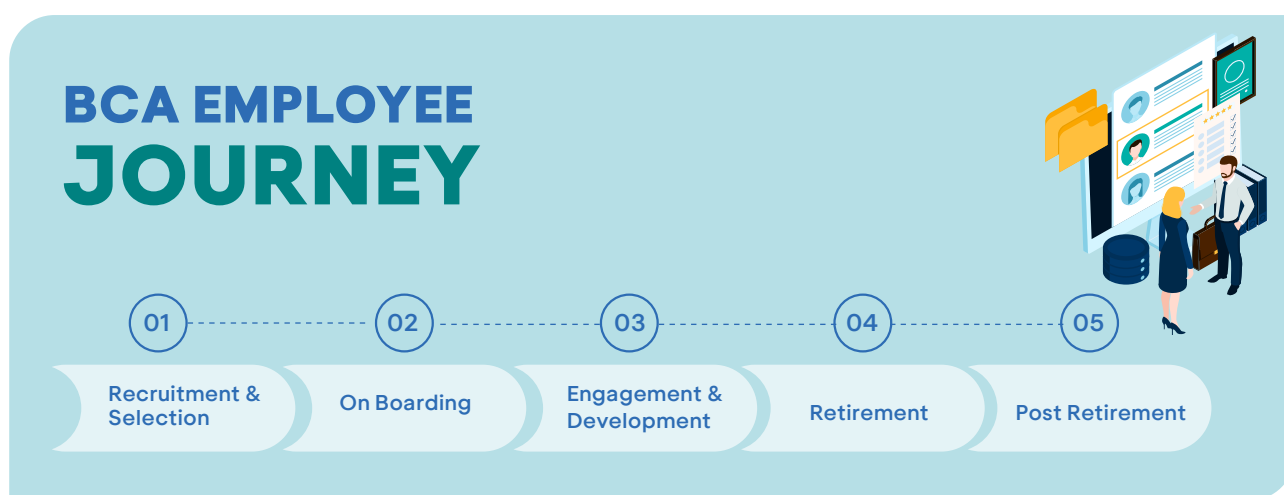 BCA EMPLOYEE
JOURNEY
01
02
03
04
05
Recruitment &
Selection
On Boarding
Engagement &
Development
Retirement
Post Retirement